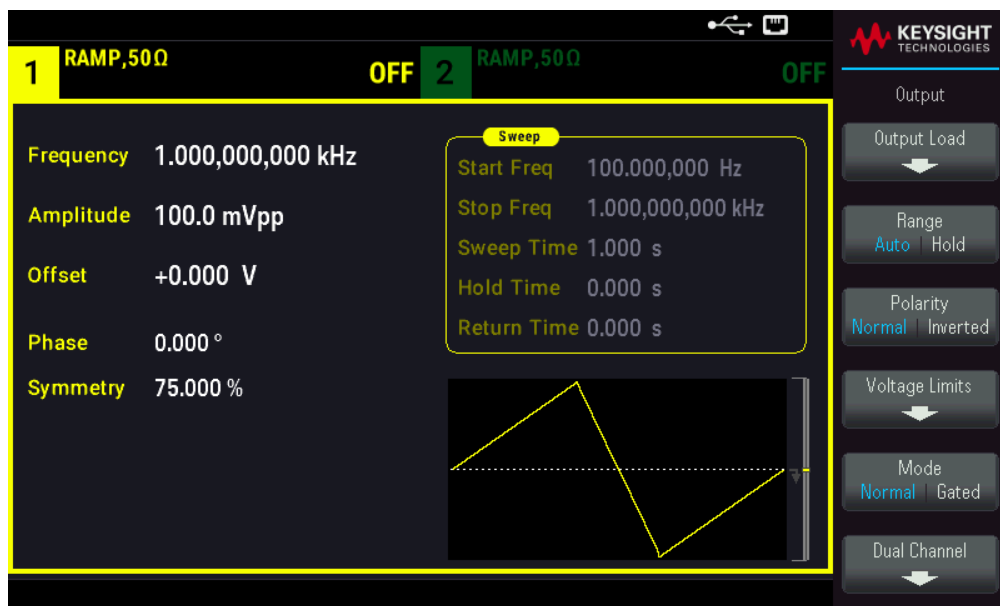 KEYSIGHT
TECHNOLOGIES
1 RAMP,50Ω OFF 2 RAMP,50Ω OFF
Output
Frequency 1.000,000,000 kHz
Amplitude 100.0 mVpp
Offset +0.000 V
Phase 0.000 °
Symmetry 75.000 %
Sweep
Start Freq 100.000,000 Hz
Stop Freq 1.000,000,000 kHz
Sweep Time 1.000 s
Hold Time 0.000 s
Return Time 0.000 s
Output Load
Range
Auto | Hold
Polarity
Normal | Inverted
Voltage Limits
Mode
Normal | Gated
Dual Channel